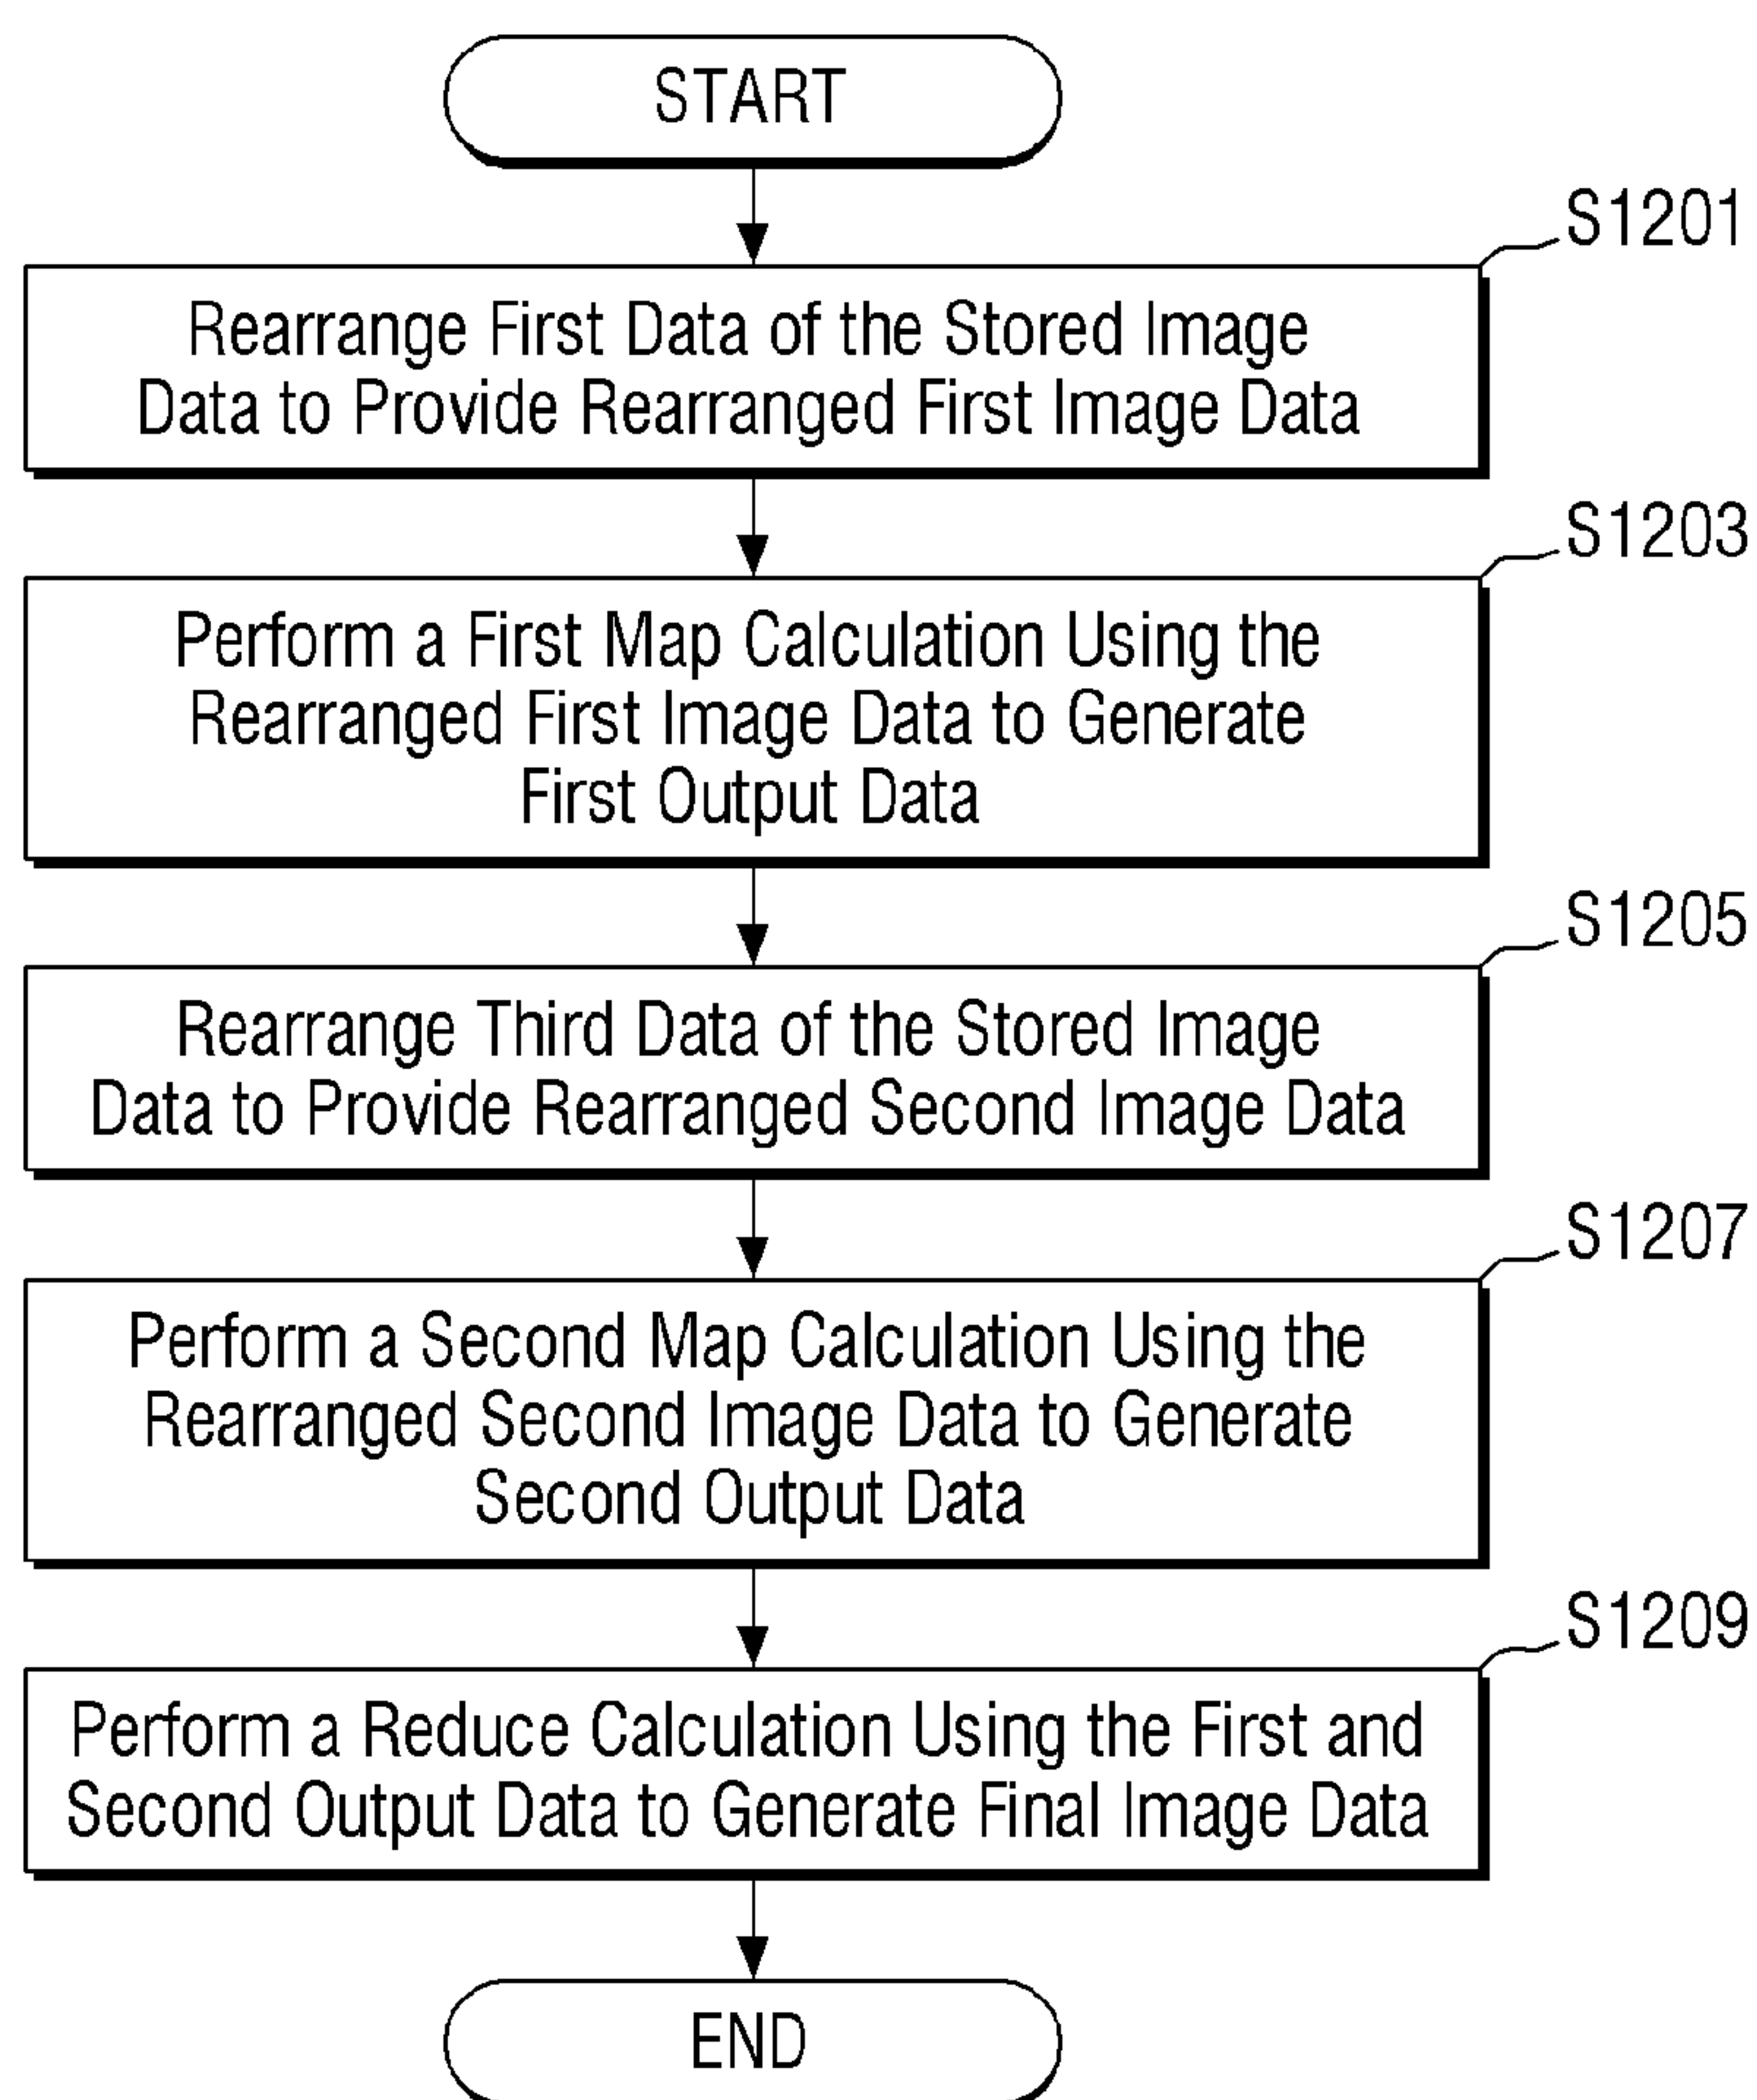 START
S1201
Rearrange First Data of the Stored Image
Data to Provide Rearranged First Image Data
S1203
Perform a First Map Calculation Using the
Rearranged First Image Data to Generate
First Output Data
S1205
Rearrange Third Data of the Stored Image
Data to Provide Rearranged Second Image Data
S1207
Perform a Second Map Calculation Using the
Rearranged Second Image Data to Generate
Second Output Data
S1209
Perform a Reduce Calculation Using the First and
Second Output Data to Generate Final Image Data
END